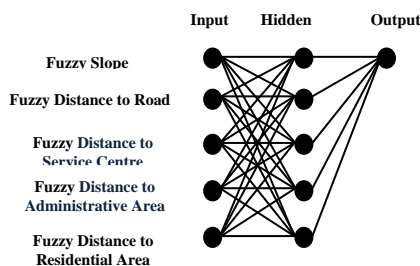 Input Hidden Output
Fuzzy Slope
Fuzzy Distance to Road
Fuzzy Distance to
Service Centre
Fuzzy Distance to
Administrative Area
Fuzzy Distance to
Residential Area